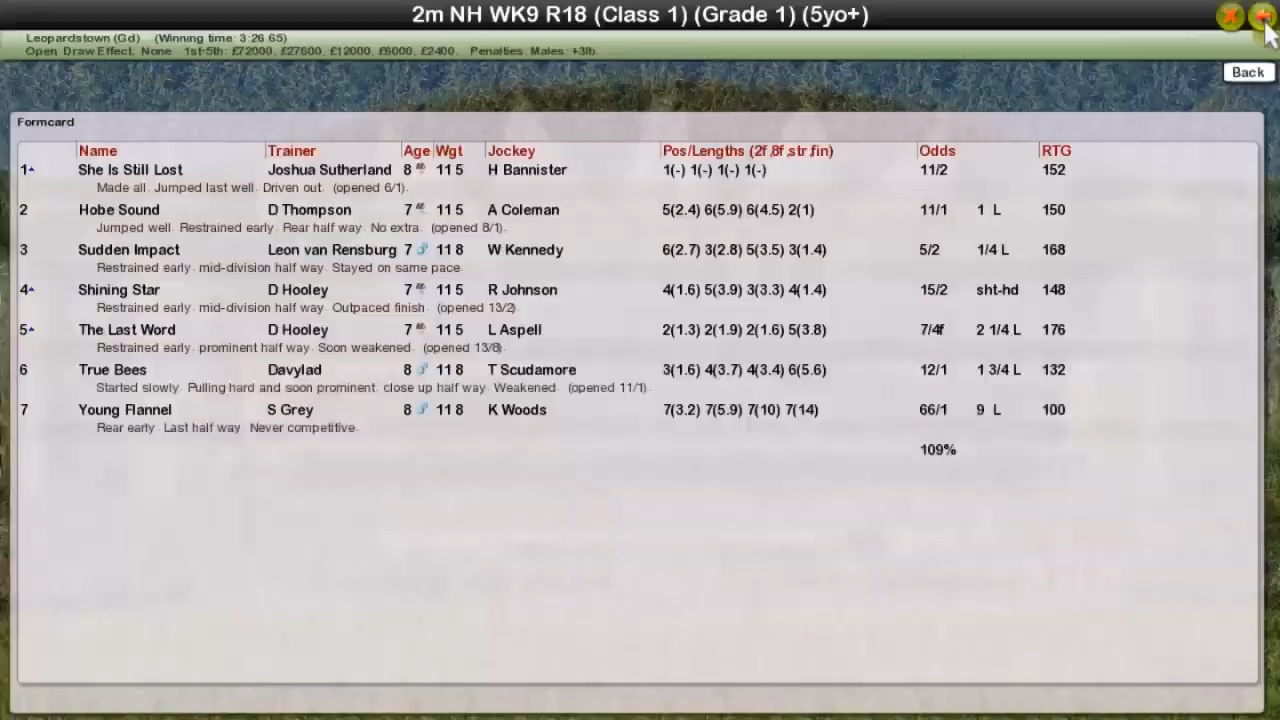 2m NH WK9 R18 (Class 1) (Grade 1) (5yo+)
Leopardstown (Gd) (Winning time: 3:26.65)
Open Draw Effect. None. 1st-5th: £72000, £27600, £12000, £6000, £2400. Penalties Males: +3lb.
Back
Formcard
Name Trainer Age Wgt Jockey Pos/Lengths (2f,8f,str,fin) Odds RTG
1 She Is Still Lost Joshua Sutherland 8 11 5 H Bannister 1(-) 1(-) 1(-) 1(-) 11/2 152
Made all. Jumped last well. Driven out. (opened 6/1).
2 Hobe Sound D Thompson 7 11 5 A Coleman 5(2.4) 6(5.9) 6(4.5) 2(1) 11/1 1 L 150
Jumped well. Restrained early. Rear half way. No extra. (opened 8/1).
3 Sudden Impact Leon van Rensburg 7 11 8 W Kennedy 6(2.7) 3(2.8) 5(3.5) 3(1.4) 5/2 1/4 L 168
Restrained early. mid-division half way. Stayed on same pace.
4 Shining Star D Hooley 7 11 5 R Johnson 4(1.6) 5(3.9) 3(3.3) 4(1.4) 15/2 sht-hd 148
Restrained early. mid-division half way. Outpaced finish. (opened 13/2)
5 The Last Word D Hooley 7 11 5 L Aspell 2(1.3) 2(1.9) 2(1.6) 5(3.8) 7/4f 2 1/4 L 176
Restrained early. prominent half way. Soon weakened. (opened 13/8).
6 True Bees Davylad 8 11 8 T Scudamore 3(1.6) 4(3.7) 4(3.4) 6(5.6) 12/1 1 3/4 L 132
Started slowly. Pulling hard and soon prominent. close up half way. Weakened. (opened 11/1).
7 Young Flannel S Grey 8 11 8 K Woods 7(3.2) 7(5.9) 7(10) 7(14) 66/1 9 L 100
Rear early. Last half way. Never competitive.
109%